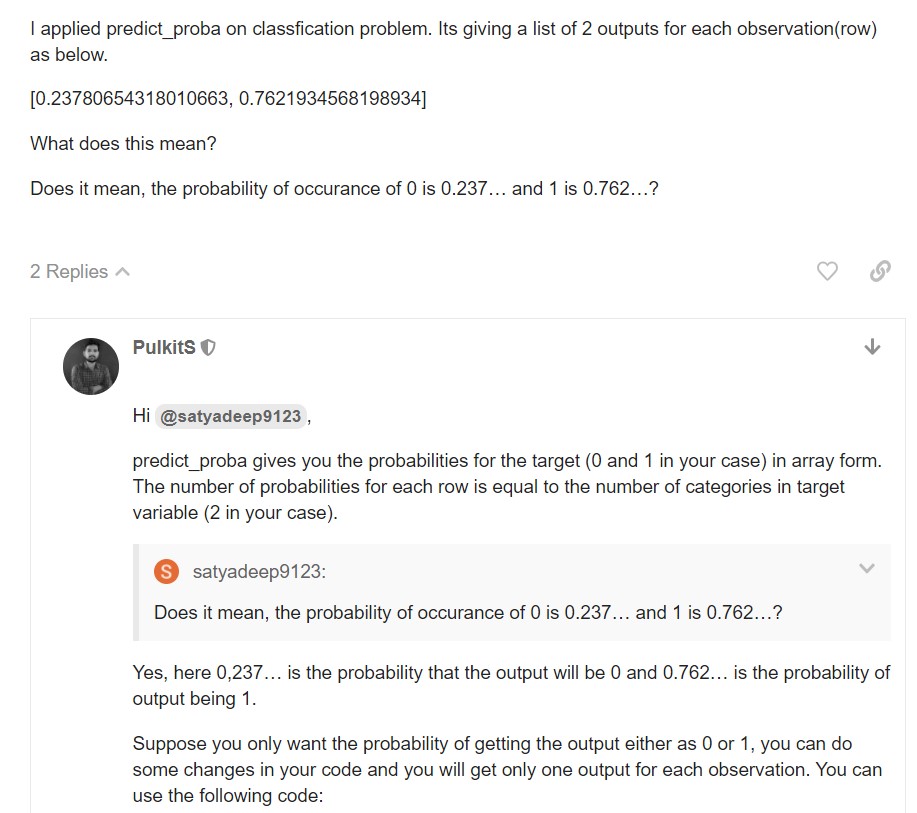 I applied predict_proba on classfication problem. Its giving a list of 2 outputs for each observation(row)
as below.
[0.23780654318010663, 0.7621934568198934]
What does this mean?
Does it mean, the probability of occurance of 0 is 0.237… and 1 is 0.762…?
2 Replies
PulkitS
Hi @satyadeep9123,
predict_proba gives you the probabilities for the target (0 and 1 in your case) in array form.
The number of probabilities for each row is equal to the number of categories in target
variable (2 in your case).
S satyadeep9123:
Does it mean, the probability of occurance of 0 is 0.237… and 1 is 0.762…?
Yes, here 0,237… is the probability that the output will be 0 and 0.762… is the probability of
output being 1.
Suppose you only want the probability of getting the output either as 0 or 1, you can do
some changes in your code and you will get only one output for each observation. You can
use the following code: